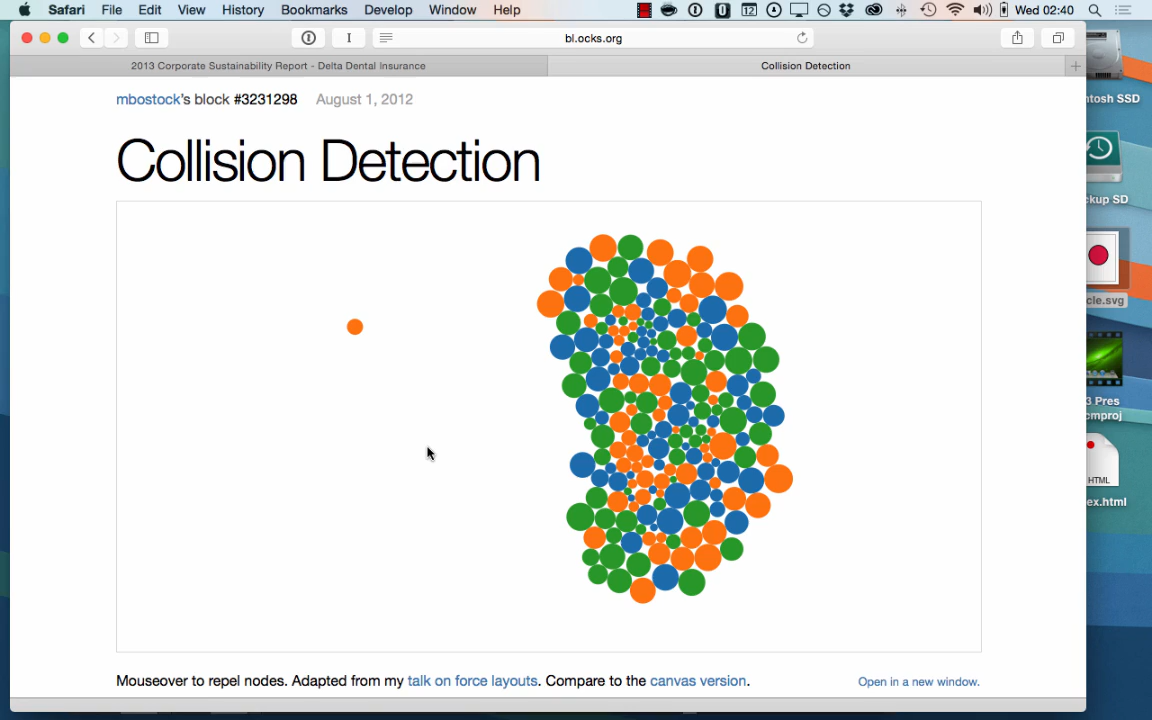 Safari File Edit View History Bookmarks Develop Window Help
12
Wed 02:40
bl.ocks.org
2013 Corporate Sustainability Report - Delta Dental Insurance
Collision Detection
mbostock's block #3231298 August 1, 2012
Collision Detection
Mouseover to repel nodes. Adapted from my talk on force layouts. Compare to the canvas version.
Open in a new window.
ntosh SSD
ckup SD
cle.svg
3 Pres
cmproj
HTML
ex.html